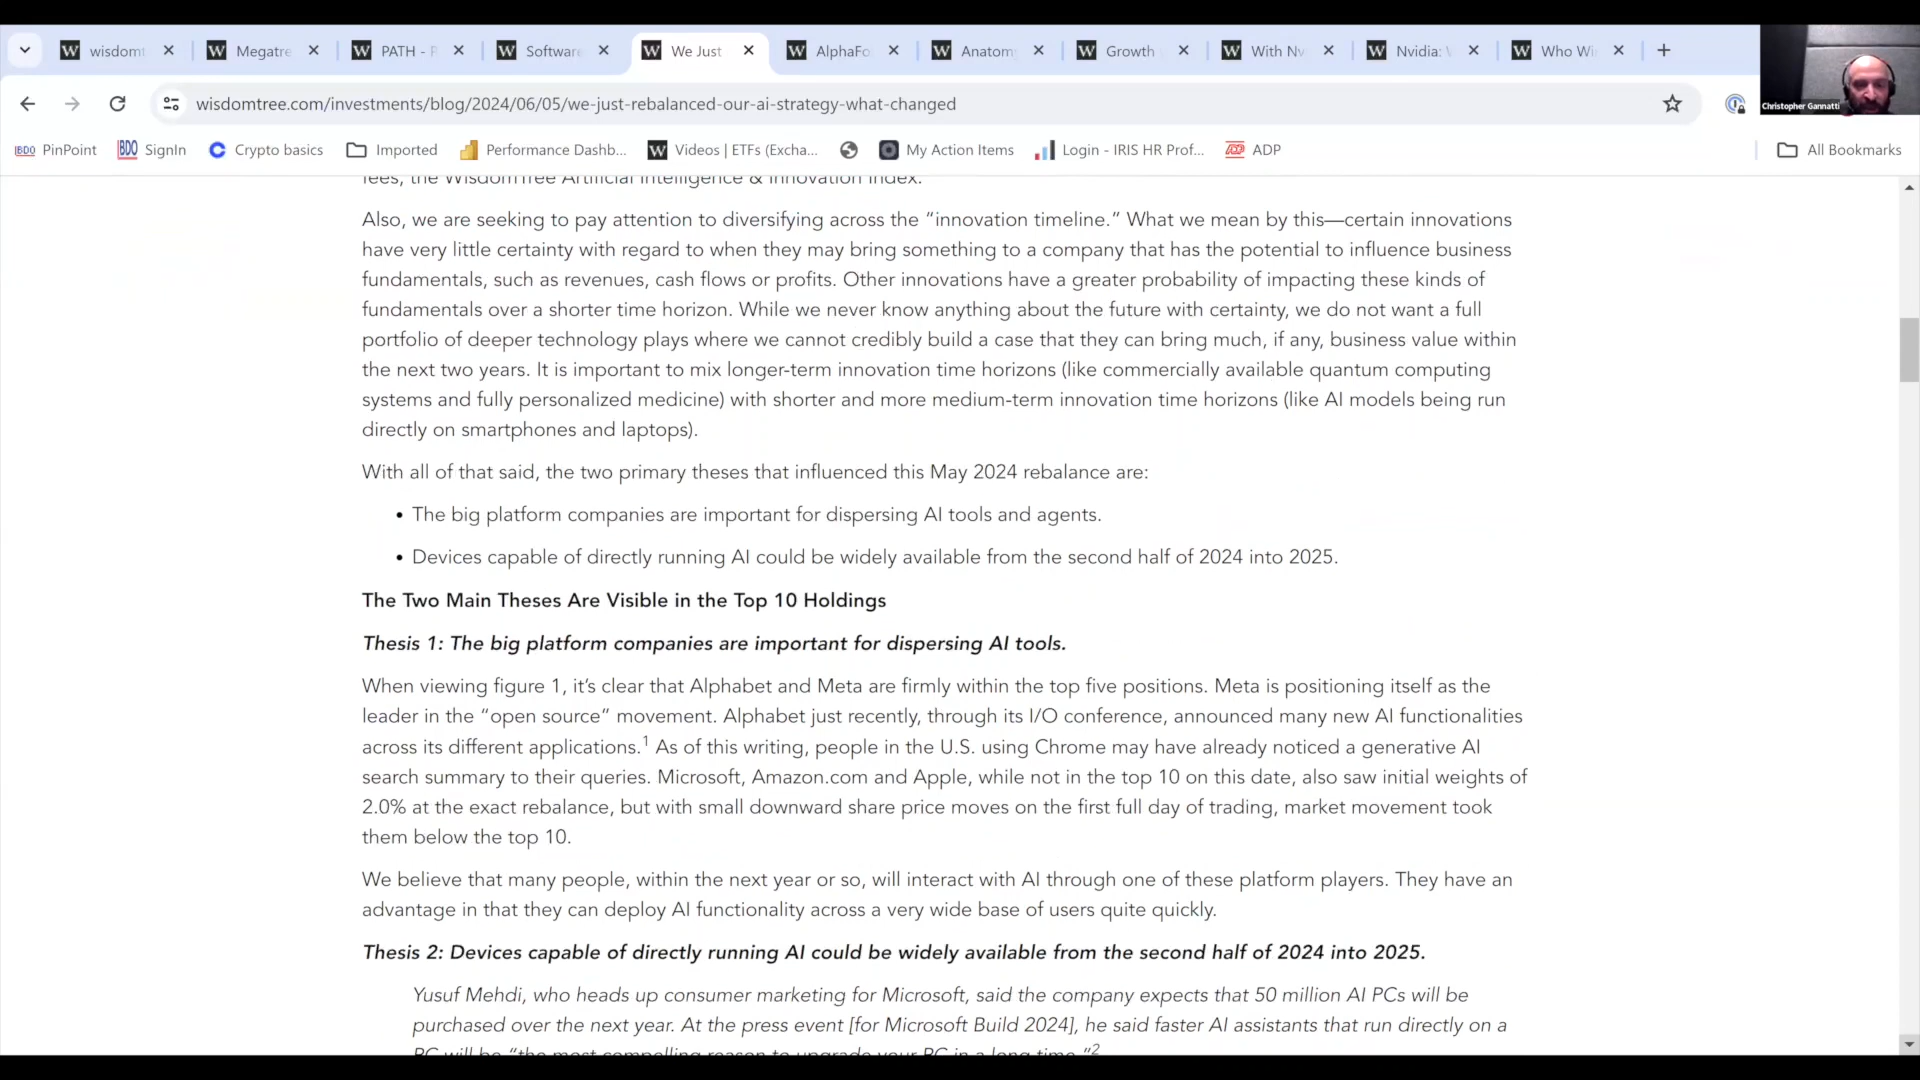 wisdomt
Megatre
PATH - P
Software
We Just
AlphaFo
Anatom
Growth
With Nv
Nvidia: V
Who Wi
wisdomtree.com/investments/blog/2024/06/05/we-just-rebalanced-our-ai-strategy-what-changed
Christopher Gannatti
BDO PinPoint
BDO SignIn
Crypto basics
Imported
Performance Dashb...
Videos | ETFs (Excha...
My Action Items
Login - IRIS HR Prof...
ADP
All Bookmarks
fees, the WisdomTree Artificial Intelligence & Innovation Index.
Also, we are seeking to pay attention to diversifying across the “innovation timeline.” What we mean by this—certain innovations
have very little certainty with regard to when they may bring something to a company that has the potential to influence business
fundamentals, such as revenues, cash flows or profits. Other innovations have a greater probability of impacting these kinds of
fundamentals over a shorter time horizon. While we never know anything about the future with certainty, we do not want a full
portfolio of deeper technology plays where we cannot credibly build a case that they can bring much, if any, business value within
the next two years. It is important to mix longer-term innovation time horizons (like commercially available quantum computing
systems and fully personalized medicine) with shorter and more medium-term innovation time horizons (like AI models being run
directly on smartphones and laptops).
With all of that said, the two primary theses that influenced this May 2024 rebalance are:
• The big platform companies are important for dispersing AI tools and agents.
• Devices capable of directly running AI could be widely available from the second half of 2024 into 2025.
The Two Main Theses Are Visible in the Top 10 Holdings
Thesis 1: The big platform companies are important for dispersing AI tools.
When viewing figure 1, it’s clear that Alphabet and Meta are firmly within the top five positions. Meta is positioning itself as the
leader in the “open source” movement. Alphabet just recently, through its I/O conference, announced many new AI functionalities
across its different applications.1 As of this writing, people in the U.S. using Chrome may have already noticed a generative AI
search summary to their queries. Microsoft, Amazon.com and Apple, while not in the top 10 on this date, also saw initial weights of
2.0% at the exact rebalance, but with small downward share price moves on the first full day of trading, market movement took
them below the top 10.
We believe that many people, within the next year or so, will interact with AI through one of these platform players. They have an
advantage in that they can deploy AI functionality across a very wide base of users quite quickly.
Thesis 2: Devices capable of directly running AI could be widely available from the second half of 2024 into 2025.
Yusuf Mehdi, who heads up consumer marketing for Microsoft, said the company expects that 50 million AI PCs will be
purchased over the next year. At the press event [for Microsoft Build 2024], he said faster AI assistants that run directly on a
PC will be “the most compelling reason to upgrade your PC in a long time.”2